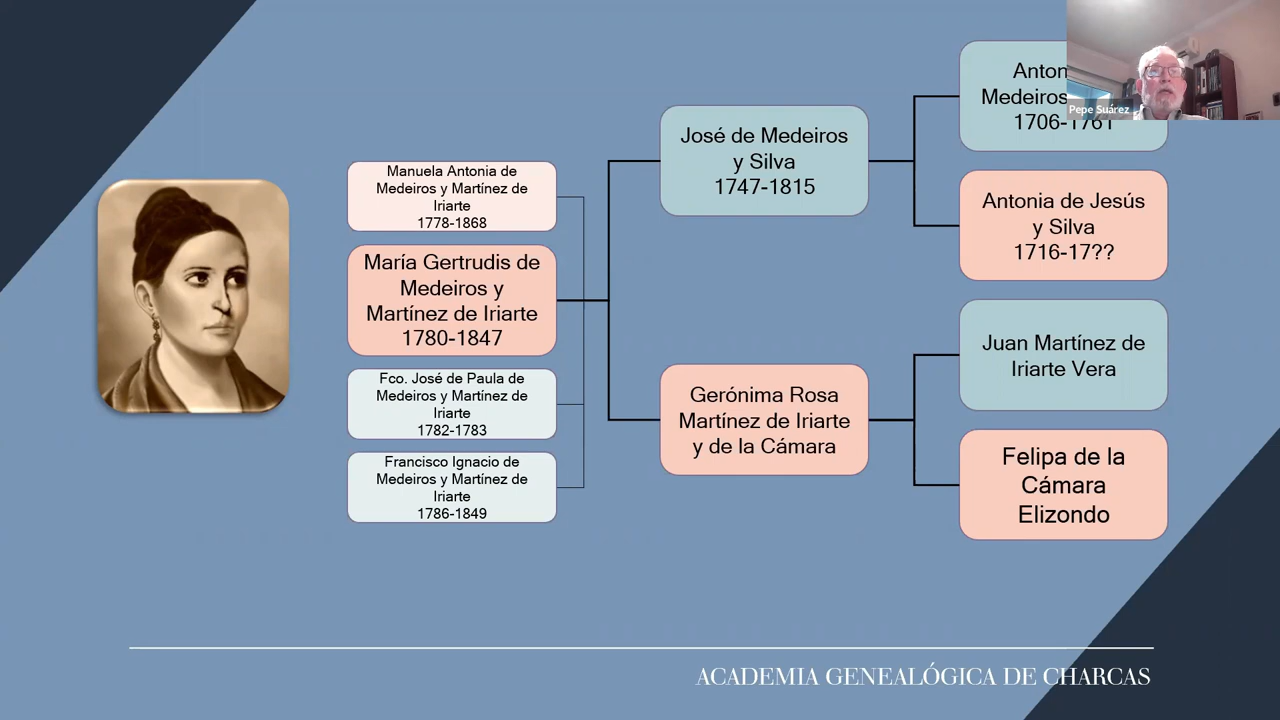 Manuela Antonia de
Medeiros y Martínez de
Iriarte
1778-1868
María Gertrudis de
Medeiros y
Martínez de Iriarte
1780-1847
Fco. José de Paula de
Medeiros y Martínez de
Iriarte
1782-1783
Francisco Ignacio de
Medeiros y Martínez de
Iriarte
1786-1849
José de Medeiros
y Silva
1747-1815
Gerónima Rosa
Martínez de Iriarte
y de la Cámara
Medeiros
1706-1761
Antonia de Jesús
y Silva
1716-17??
Juan Martínez de
Iriarte Vera
Felipa de la
Cámara
Elizondo
Pepe Suárez
ACADEMIA GENEALÓGICA DE CHARCAS